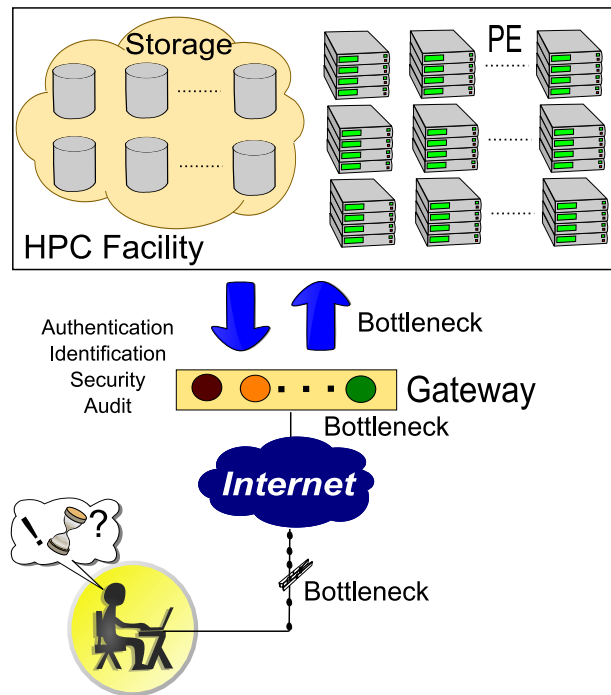 Storage
PE
HPC Facility
Authentication
Identification
Security
Audit
Bottleneck
Gateway
Bottleneck
Internet
! ?
Bottleneck